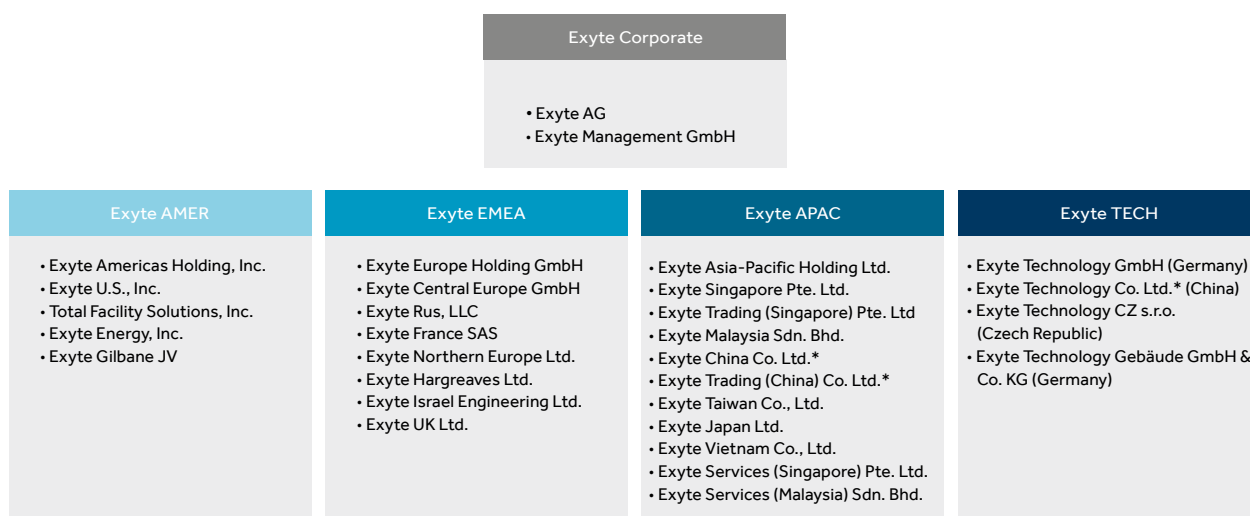 Exyte Corporate
• Exyte AG
• Exyte Management GmbH
Exyte AMER
• Exyte Americas Holding, Inc.
• Exyte U.S., Inc.
• Total Facility Solutions, Inc.
• Exyte Energy, Inc.
• Exyte Gilbane JV
Exyte EMEA
• Exyte Europe Holding GmbH
• Exyte Central Europe GmbH
• Exyte Rus, LLC
• Exyte France SAS
• Exyte Northern Europe Ltd.
• Exyte Hargreaves Ltd.
• Exyte Israel Engineering Ltd.
• Exyte UK Ltd.
Exyte APAC
• Exyte Asia-Pacific Holding Ltd.
• Exyte Singapore Pte. Ltd.
• Exyte Trading (Singapore) Pte. Ltd
• Exyte Malaysia Sdn. Bhd.
• Exyte China Co. Ltd.*
• Exyte Trading (China) Co. Ltd.*
• Exyte Taiwan Co., Ltd.
• Exyte Japan Ltd.
• Exyte Vietnam Co., Ltd.
• Exyte Services (Singapore) Pte. Ltd.
• Exyte Services (Malaysia) Sdn. Bhd.
Exyte TECH
• Exyte Technology GmbH (Germany)
• Exyte Technology Co. Ltd.* (China)
• Exyte Technology CZ s.r.o.
(Czech Republic)
• Exyte Technology Gebäude GmbH &
Co. KG (Germany)